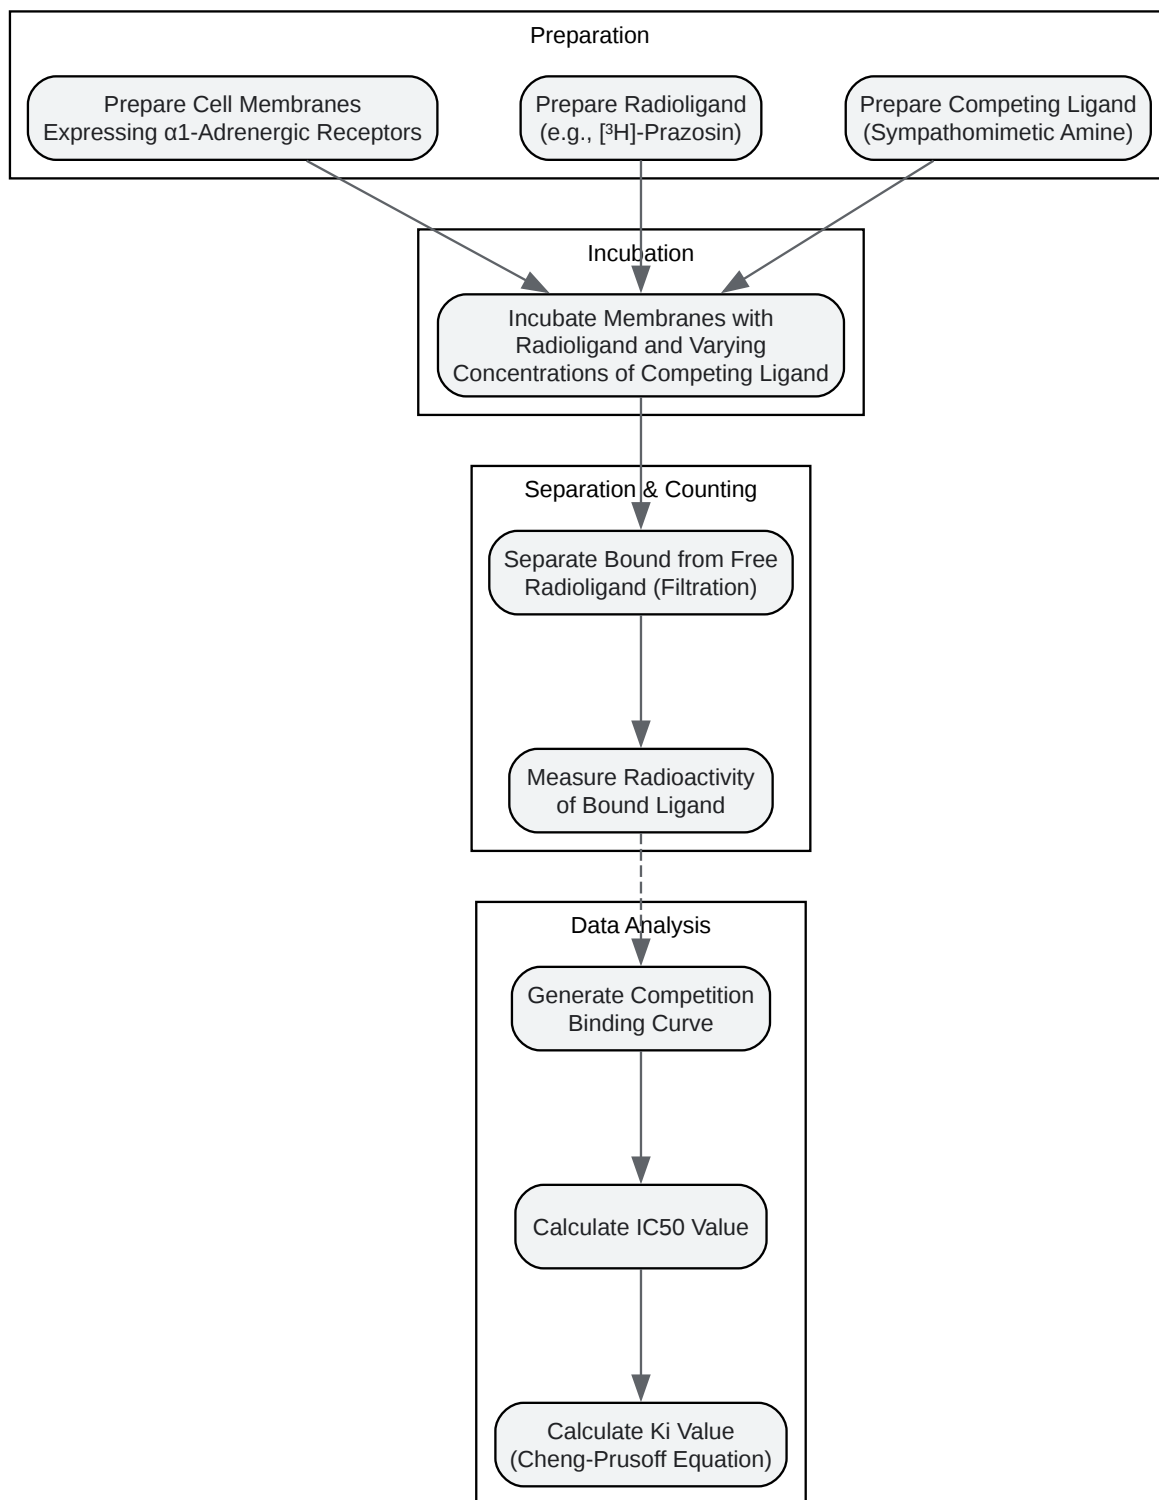 Preparation
Prepare Cell Membranes
Expressing α1-Adrenergic Receptors
Prepare Radioligand
(e.g., [³H]-Prazosin)
Prepare Competing Ligand
(Sympathomimetic Amine)
Incubation
Incubate Membranes with
Radioligand and Varying
Concentrations of Competing Ligand
Separation & Counting
Separate Bound from Free
Radioligand (Filtration)
Measure Radioactivity
of Bound Ligand
Data Analysis
Generate Competition
Binding Curve
Calculate IC50 Value
Calculate Ki Value
(Cheng-Prusoff Equation)